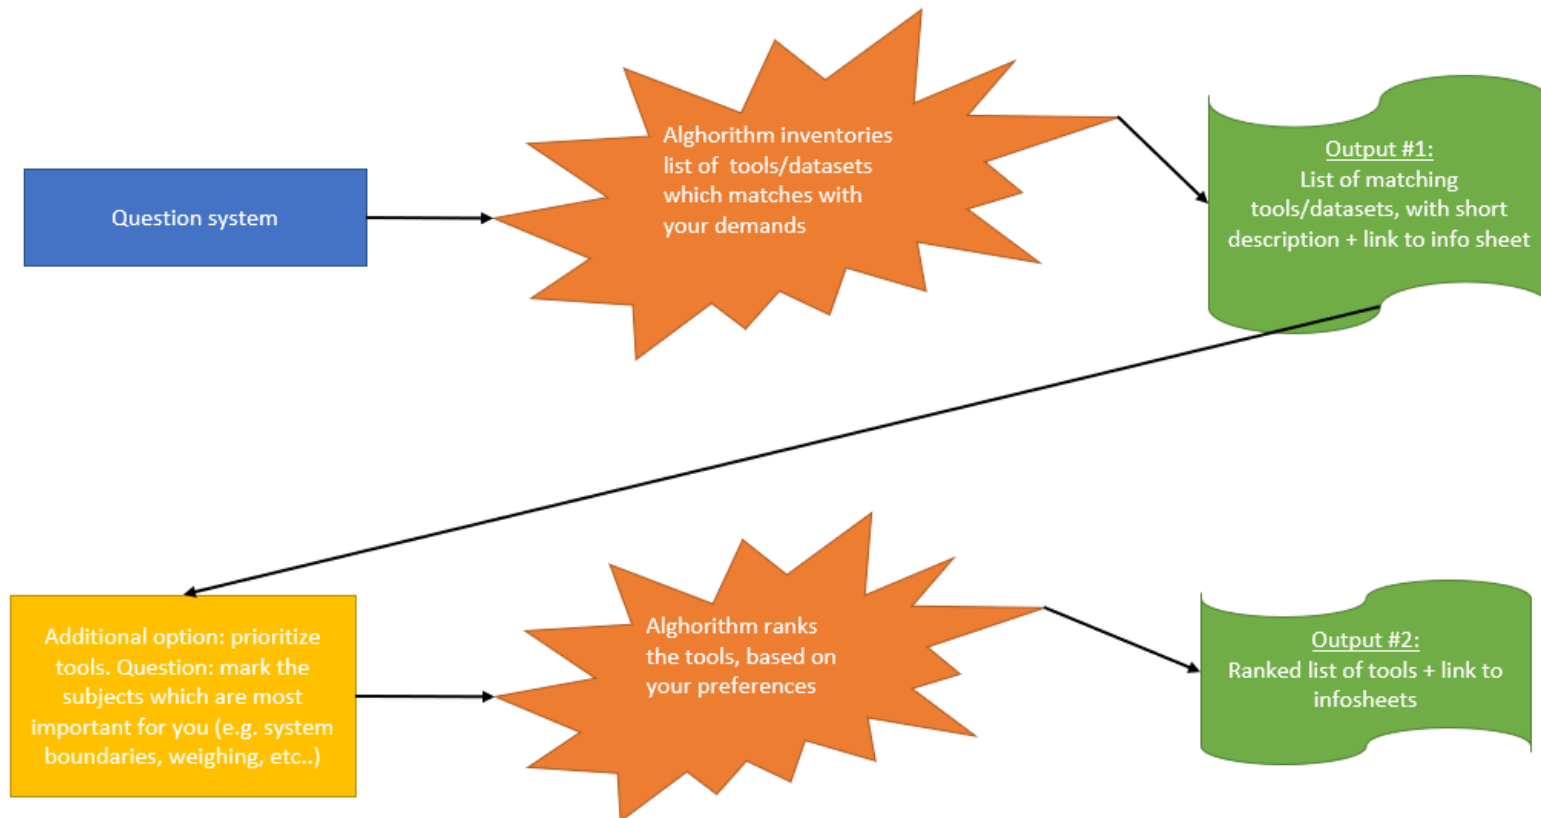 Question system
Alghorithm inventories
list of  tools/datasets
which matches with
your demands
Output #1:
List of matching
tools/datasets, with short
description + link to info sheet
Additional option: prioritize
tools. Question: mark the
subjects which are most
important for you (e.g. system
boundaries, weighing, etc..)
Alghorithm ranks
the tools, based on
your preferences
Output #2:
Ranked list of tools + link to
infosheets